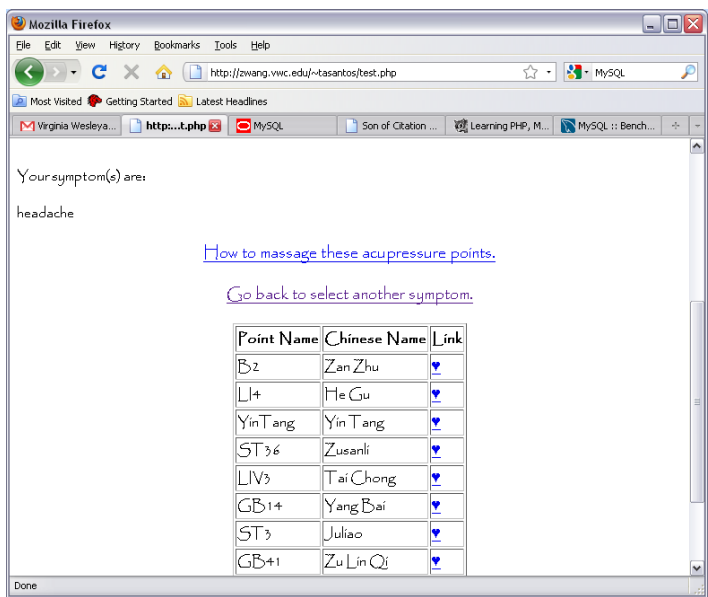 Mozilla Firefox
File Edit View History Bookmarks Tools Help
http://zwang.vwc.edu/~tasantos/test.php MySQL
Most Visited Getting Started Latest Headlines
Virginia Wesleya... http:...t.php MySQL Son of Citation ... Learning PHP, M... MySQL :: Bench...
Your symptom(s) are:
headache
How to massage these acupressure points.
Go back to select another symptom.
Point Name Chinese Name Link
B2 Zan Zhu ♥
LI4 He Gu ♥
YinTang Yin Tang ♥
ST36 Zusanli ♥
LIV3 Tai Chong ♥
GB14 Yang Bai ♥
ST3 Juliao ♥
GB41 Zu Lin Qi ♥
Done